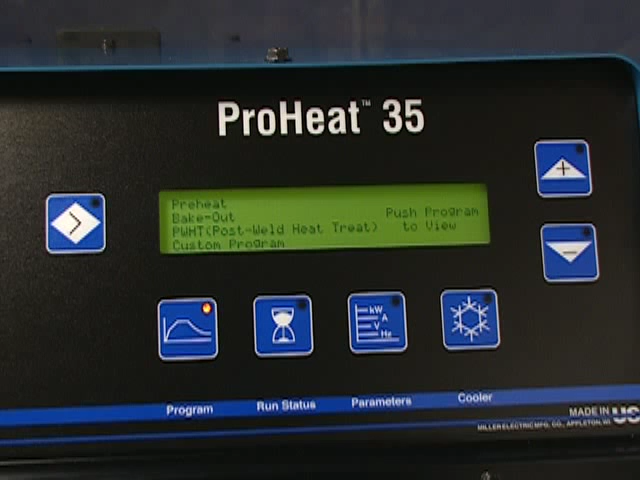 ProHeat™ 35
Preheat
Bake-Out
Push Program
PWHT(Post-Weld Heat Treat)
to View
Custom Program
+
-
>
kW
A
V
Hz
Program
Run Status
Parameters
Cooler
MADE IN US
MILLER ELECTRIC MFG. CO., APPLETON, WI.